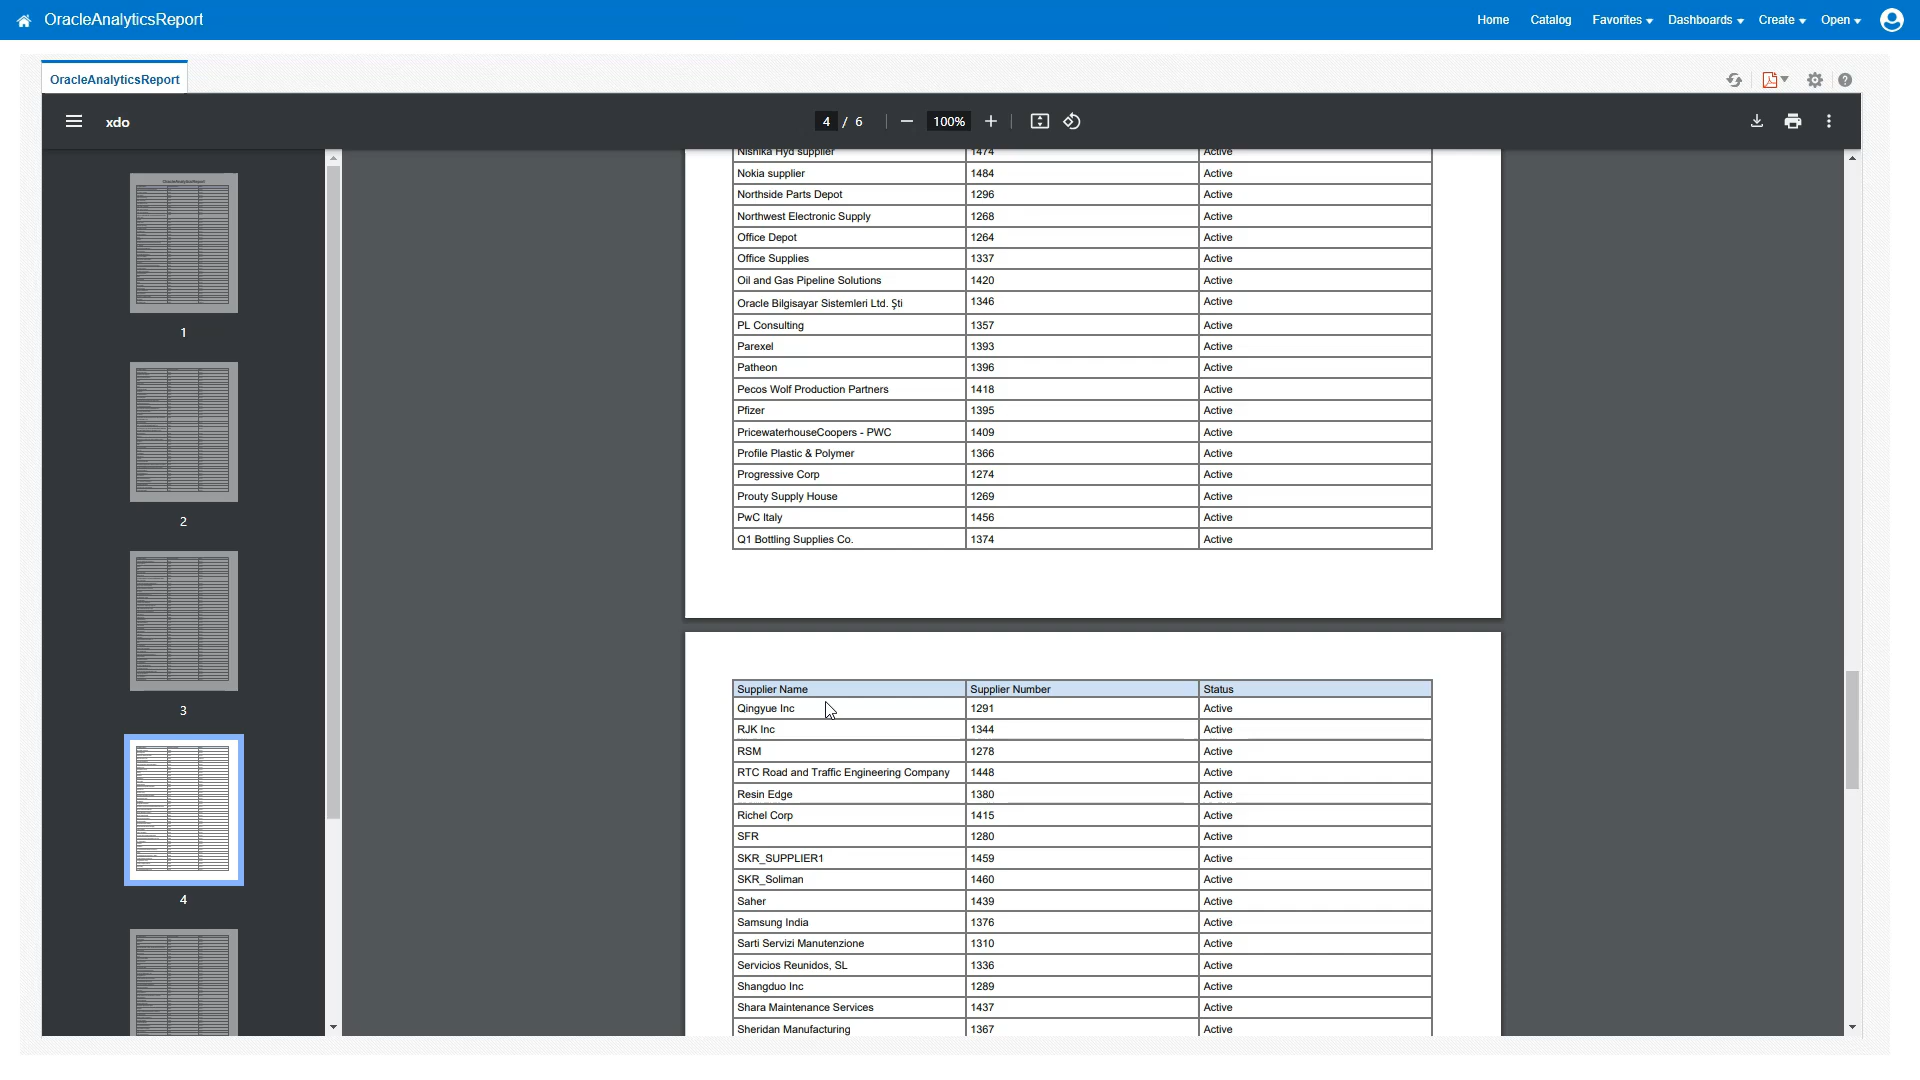 OracleAnalyticsReport
Home Catalog Favorites Dashboards Create Open
OracleAnalyticsReport
xdo 4 / 6 100%
Nishika Hyd supplier 1474 Active
Nokia supplier 1484 Active
Northside Parts Depot 1296 Active
Northwest Electronic Supply 1268 Active
Office Depot 1264 Active
Office Supplies 1337 Active
Oil and Gas Pipeline Solutions 1420 Active
Oracle Bilgisayar Sistemleri Ltd. Şti 1346 Active
PL Consulting 1357 Active
Parexel 1393 Active
Patheon 1396 Active
Pecos Wolf Production Partners 1418 Active
Pfizer 1395 Active
PricewaterhouseCoopers - PWC 1409 Active
Profile Plastic & Polymer 1366 Active
Progressive Corp 1274 Active
Prouty Supply House 1269 Active
PwC Italy 1456 Active
Q1 Bottling Supplies Co. 1374 Active
Supplier Name Supplier Number Status
Qingyue Inc 1291 Active
RJK Inc 1344 Active
RSM 1278 Active
RTC Road and Traffic Engineering Company 1448 Active
Resin Edge 1380 Active
Richel Corp 1415 Active
SFR 1280 Active
SKR_SUPPLIER1 1459 Active
SKR_Soliman 1460 Active
Saher 1439 Active
Samsung India 1376 Active
Sarti Servizi Manutenzione 1310 Active
Servicios Reunidos, SL 1336 Active
Shangduo Inc 1289 Active
Shara Maintenance Services 1437 Active
Sheridan Manufacturing 1367 Active
1
2
3
4